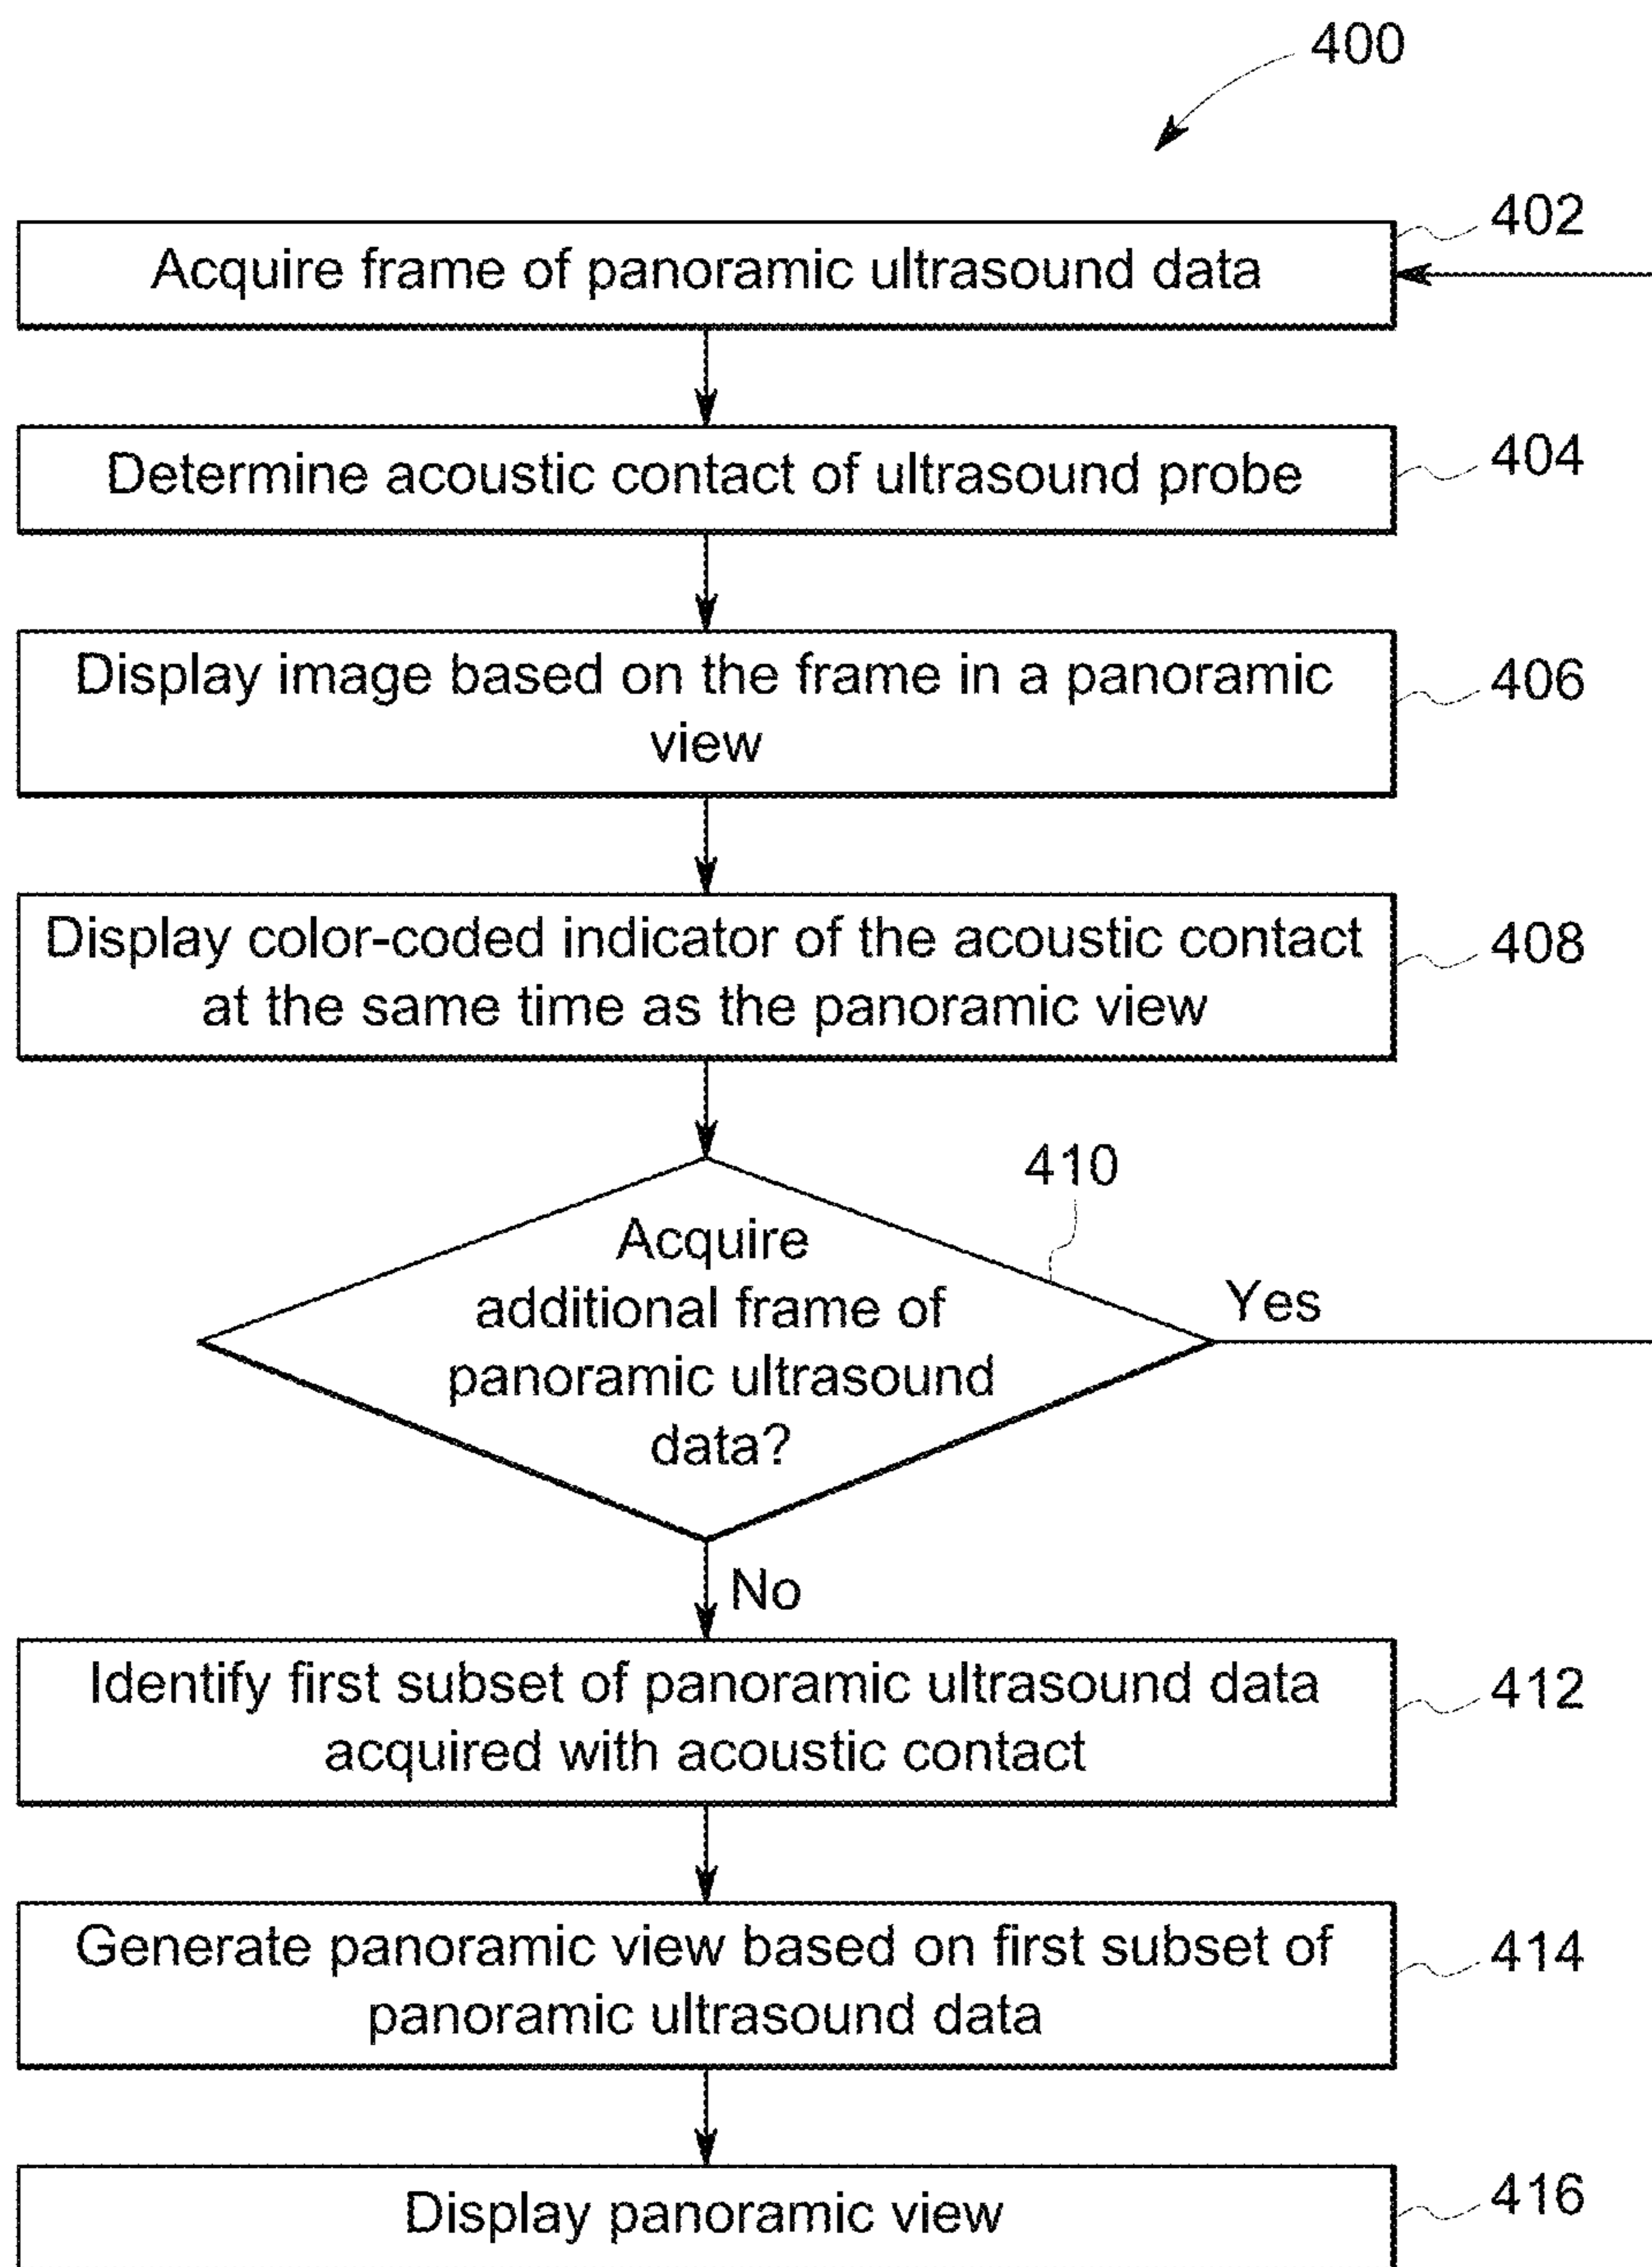 400
402
Acquire frame of panoramic ultrasound data
Determine acoustic contact of ultrasound probe
404
Display image based on the frame in a panoramic
view
406
Display color-coded indicator of the acoustic contact
at the same time as the panoramic view
408
410
Acquire
additional frame of
panoramic ultrasound
data?
Yes
No
Identify first subset of panoramic ultrasound data
acquired with acoustic contact
412
Generate panoramic view based on first subset of
panoramic ultrasound data
414
Display panoramic view
416